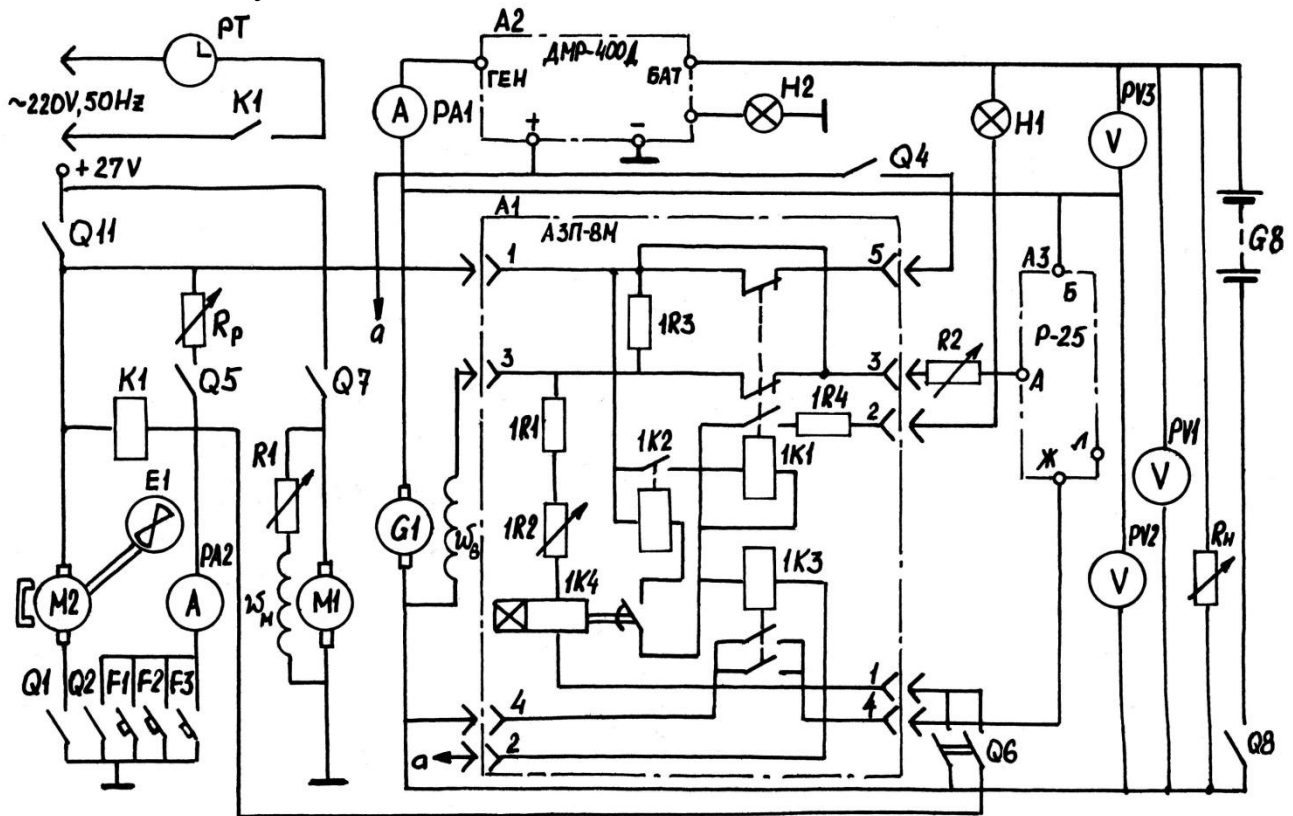 PT
~220V, 50Hz
K1
+27V
A2
ДМР-400Д
ГЕН
БАТ
A
PA1
+
-
H2
H1
PV3
V
Q4
Q11
A1
АЗП-8М
1
5
G8
A3
Б
Р-25
a
Rр
1R3
3
3
R2
А
K1
Q5
Q7
1R4
2
1R1
1K2
1K1
Л
Ж
PV1
V
E1
R1
G1
WВ
1R2
PV2
V
Rн
PA2
1K3
1K4
M2
A
WМ
M1
Q1
Q2
F1
F2
F3
1
4
4
a
2
Q6
Q8